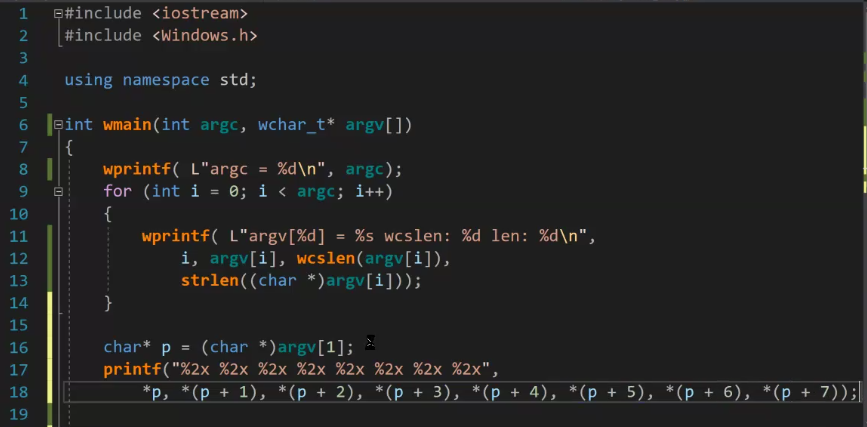 1 #include <iostream>
2 #include <Windows.h>
3
4 using namespace std;
5
6 int wmain(int argc, wchar_t* argv[])
7 {
8 wprintf( L"argc = %d\n", argc);
9 for (int i = 0; i < argc; i++)
10 {
11 wprintf( L"argv[%d] = %s wcslen: %d len: %d\n",
12 i, argv[i], wcslen(argv[i]),
13 strlen((char *)argv[i]));
14 }
15
16 char* p = (char *)argv[1];
17 printf("%2x %2x %2x %2x %2x %2x %2x %2x",
18 *p, *(p + 1), *(p + 2), *(p + 3), *(p + 4), *(p + 5), *(p + 6), *(p + 7));
19